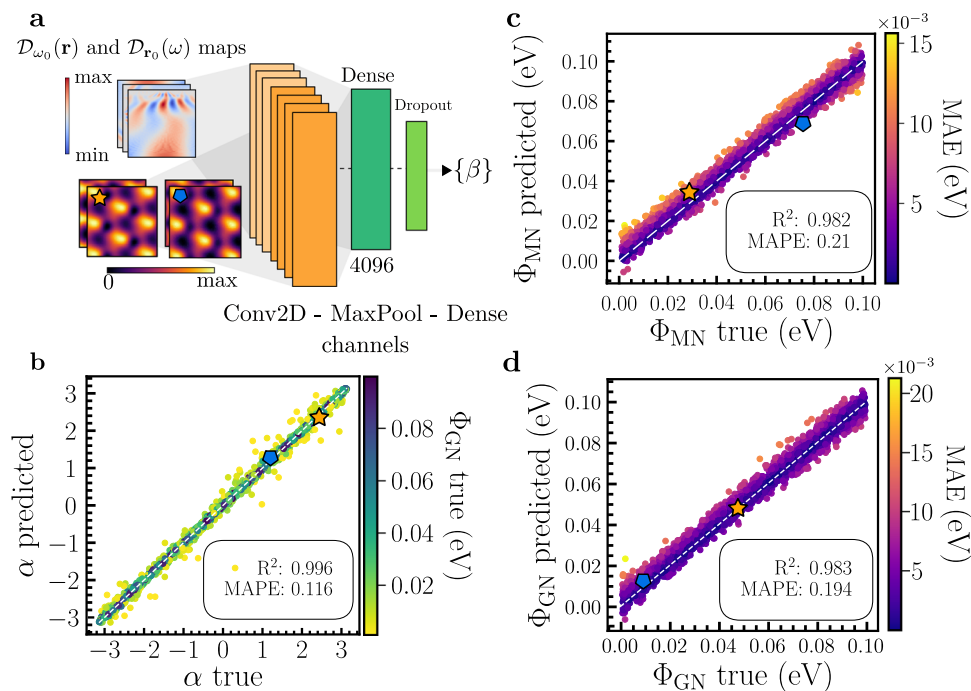 a
𝒟_ω₀(r) and 𝒟_r₀(ω) maps
max
min
Dense
Dropout
{β}
4096
0
max
Conv2D - MaxPool - Dense
channels
b
α predicted
3
2
1
0
−1
−2
−3
−3 −2 −1 0 1 2 3
α true
R²: 0.996
MAPE: 0.116
0.08
0.06
0.04
0.02
Φ_GN true (eV)
c
Φ_MN predicted (eV)
0.10
0.08
0.06
0.04
0.02
0.00
0.00 0.02 0.04 0.06 0.08 0.10
Φ_MN true (eV)
R²: 0.982
MAPE: 0.21
×10⁻³
15
10
5
MAE (eV)
d
Φ_GN predicted (eV)
0.10
0.08
0.06
0.04
0.02
0.00
0.00 0.02 0.04 0.06 0.08 0.10
Φ_GN true (eV)
R²: 0.983
MAPE: 0.194
×10⁻³
20
15
10
5
MAE (eV)